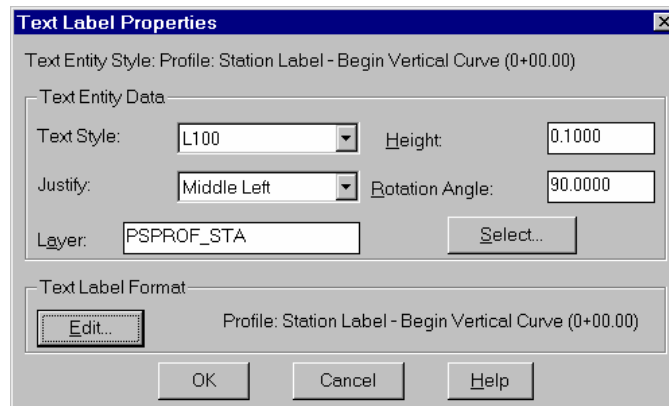 Text Label Properties
Text Entity Style: Profile: Station Label - Begin Vertical Curve (0+00.00)
Text Entity Data
Text Style: L100 Height: 0.1000
Justify: Middle Left Rotation Angle: 90.0000
Layer: PSPROF_STA Select...
Text Label Format
Edit... Profile: Station Label - Begin Vertical Curve (0+00.00)
OK Cancel Help